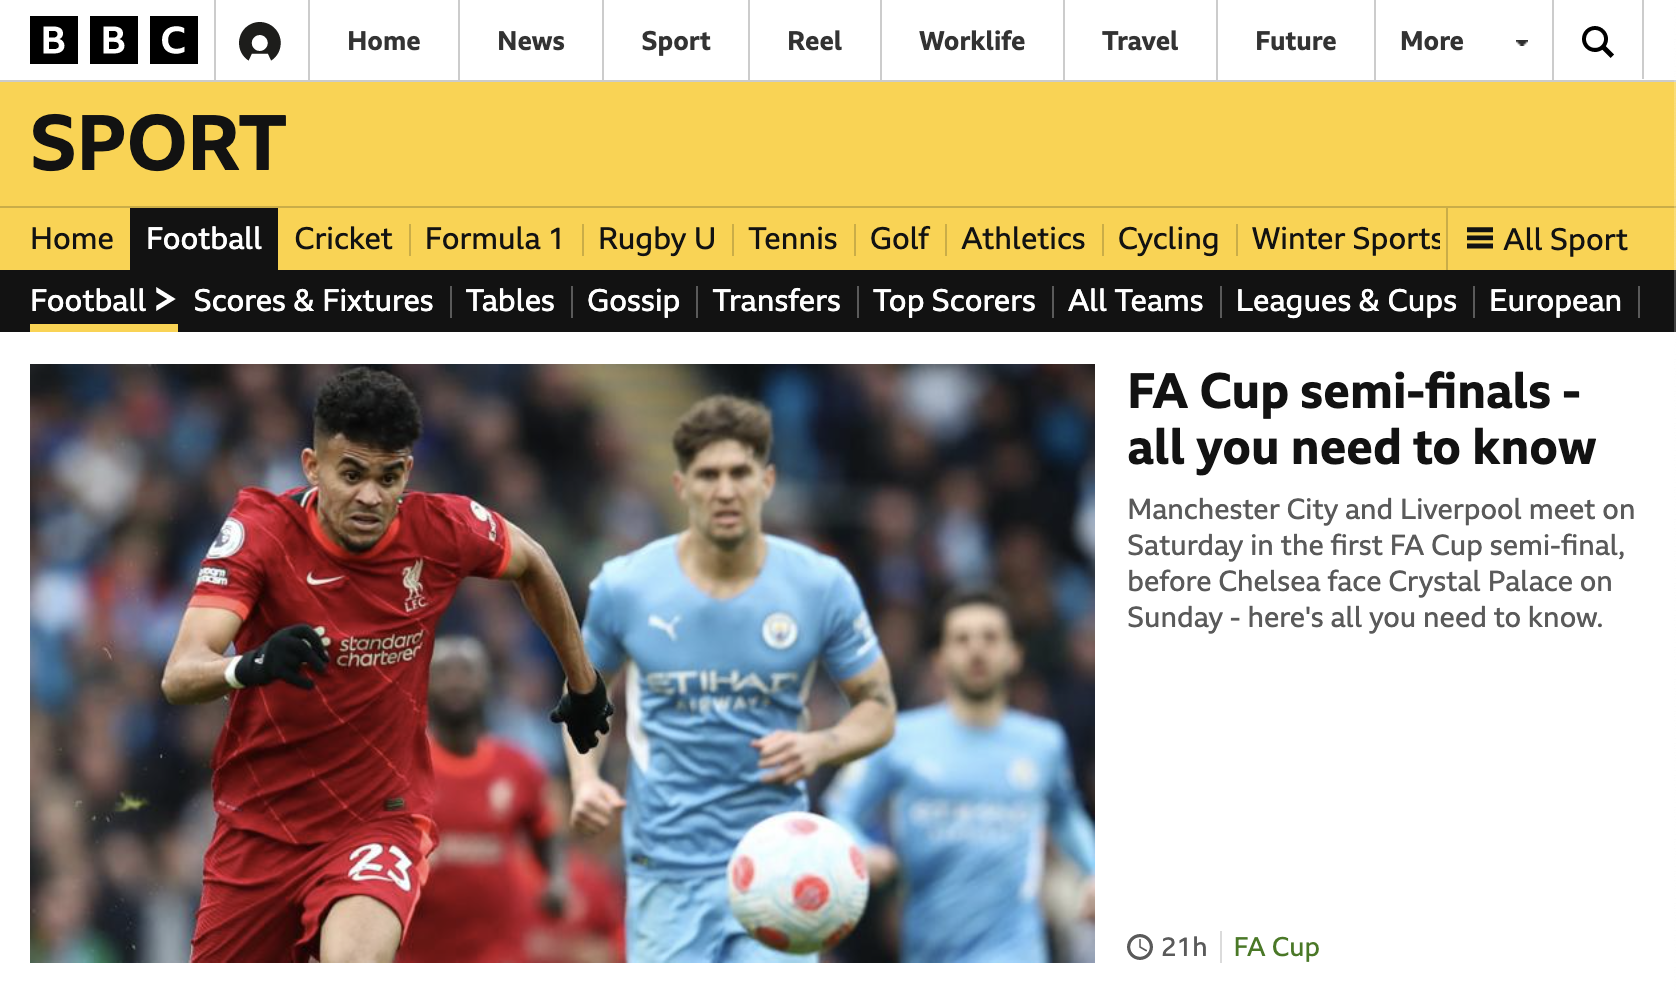 BBC Home News Sport Reel Worklife Travel Future More
SPORT
Home Football Cricket Formula 1 Rugby U Tennis Golf Athletics Cycling Winter Sports All Sport
Football > Scores & Fixtures Tables Gossip Transfers Top Scorers All Teams Leagues & Cups European
FA Cup semi-finals -
all you need to know
Manchester City and Liverpool meet on
Saturday in the first FA Cup semi-final,
before Chelsea face Crystal Palace on
Sunday - here's all you need to know.
21h FA Cup
L.F.C.
standard
chartered
23
ETIHAD
AIRWAYS